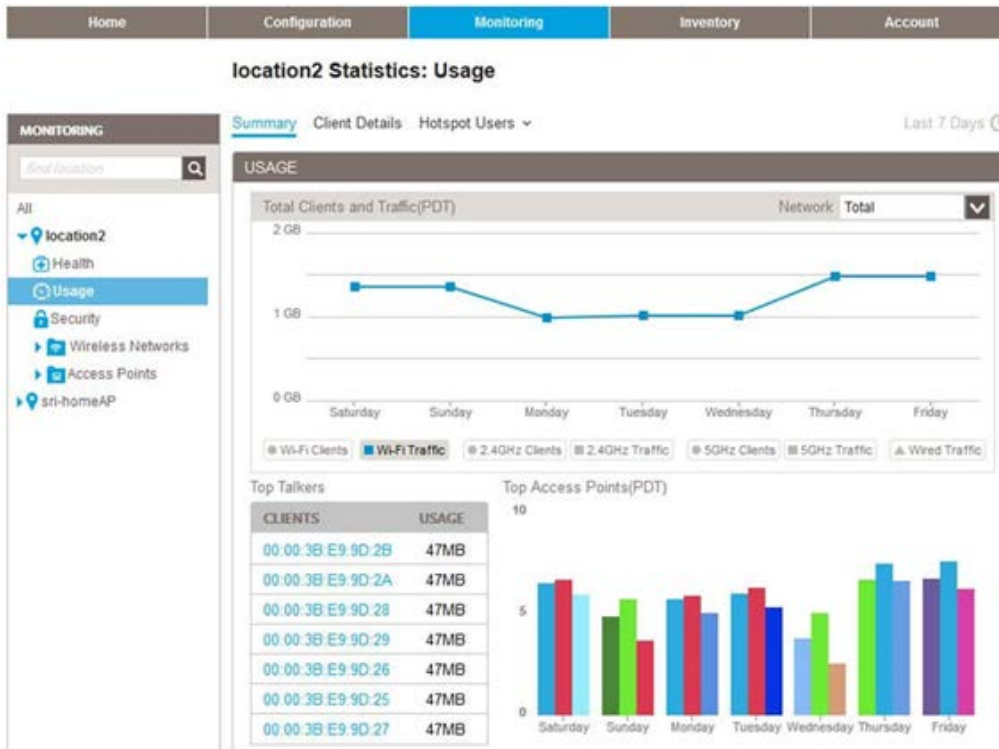 Home Configuration Monitoring Inventory Account
location2 Statistics: Usage
MONITORING
find location
All
location2
Health
Usage
Security
Wireless Networks
Access Points
sri-homeAP
Summary Client Details Hotspot Users
Last 7 Days
USAGE
Total Clients and Traffic(PDT) Network Total
2 GB
1 GB
0 GB
Saturday Sunday Monday Tuesday Wednesday Thursday Friday
Wi-Fi Clients Wi-Fi Traffic 2.4GHz Clients 2.4GHz Traffic 5GHz Clients 5GHz Traffic Wired Traffic
Top Talkers
CLIENTS USAGE
00:00:3B:E9:9D:2B 47MB
00:00:3B:E9:9D:2A 47MB
00:00:3B:E9:9D:28 47MB
00:00:3B:E9:9D:29 47MB
00:00:3B:E9:9D:26 47MB
00:00:3B:E9:9D:25 47MB
00:00:3B:E9:9D:27 47MB
Top Access Points(PDT)
10
5
0
Saturday Sunday Monday Tuesday Wednesday Thursday Friday